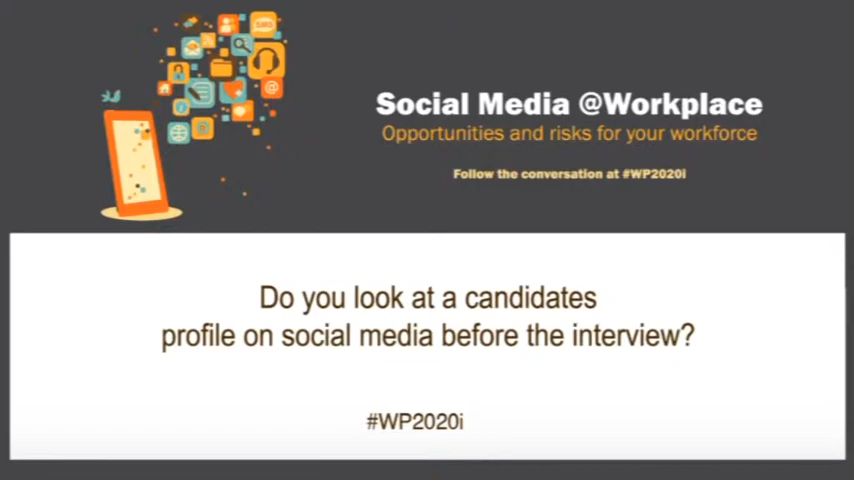 SMS
Social Media @Workplace
Opportunities and risks for your workforce
Follow the conversation at #WP2020i
Do you look at a candidates
profile on social media before the interview?
#WP2020i